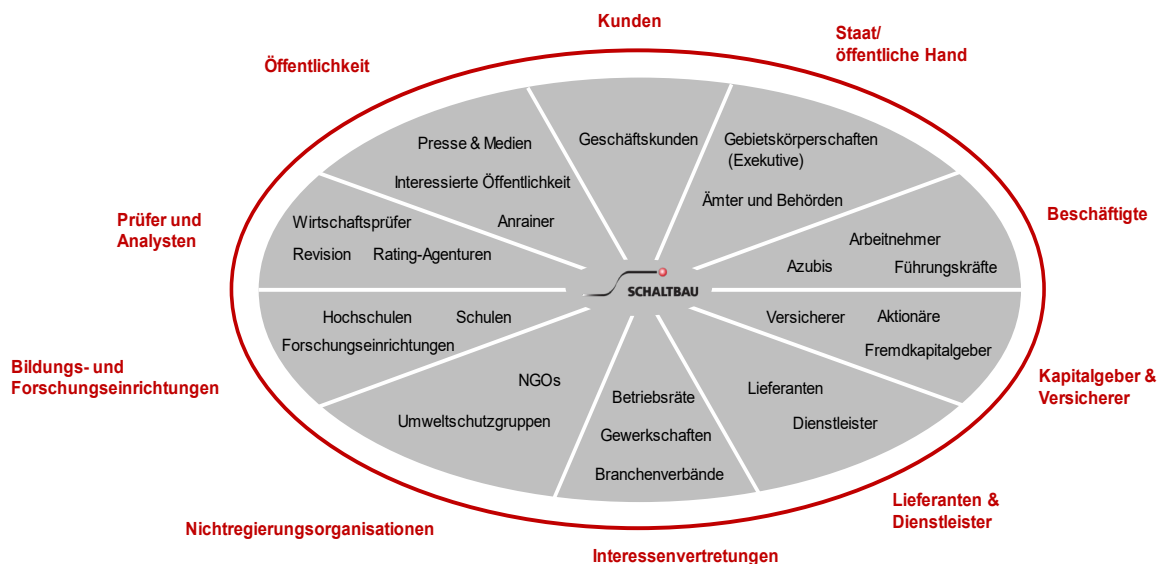 Kunden
Staat/
öffentliche Hand
Öffentlichkeit
Presse & Medien
Interessierte Öffentlichkeit
Anrainer
Geschäftskunden
Gebietskörperschaften
(Exekutive)
Ämter und Behörden
Prüfer und
Analysten
Wirtschaftsprüfer
Revision
Rating-Agenturen
Beschäftigte
Arbeitnehmer
Azubis
Führungskräfte
SCHALTBAU
Hochschulen
Schulen
Forschungseinrichtungen
Versicherer
Aktionäre
Fremdkapitalgeber
Bildungs- und
Forschungseinrichtungen
Kapitalgeber &
Versicherer
NGOs
Umweltschutzgruppen
Betriebsräte
Gewerkschaften
Branchenverbände
Lieferanten
Dienstleister
Nichtregierungsorganisationen
Interessenvertretungen
Lieferanten &
Dienstleister